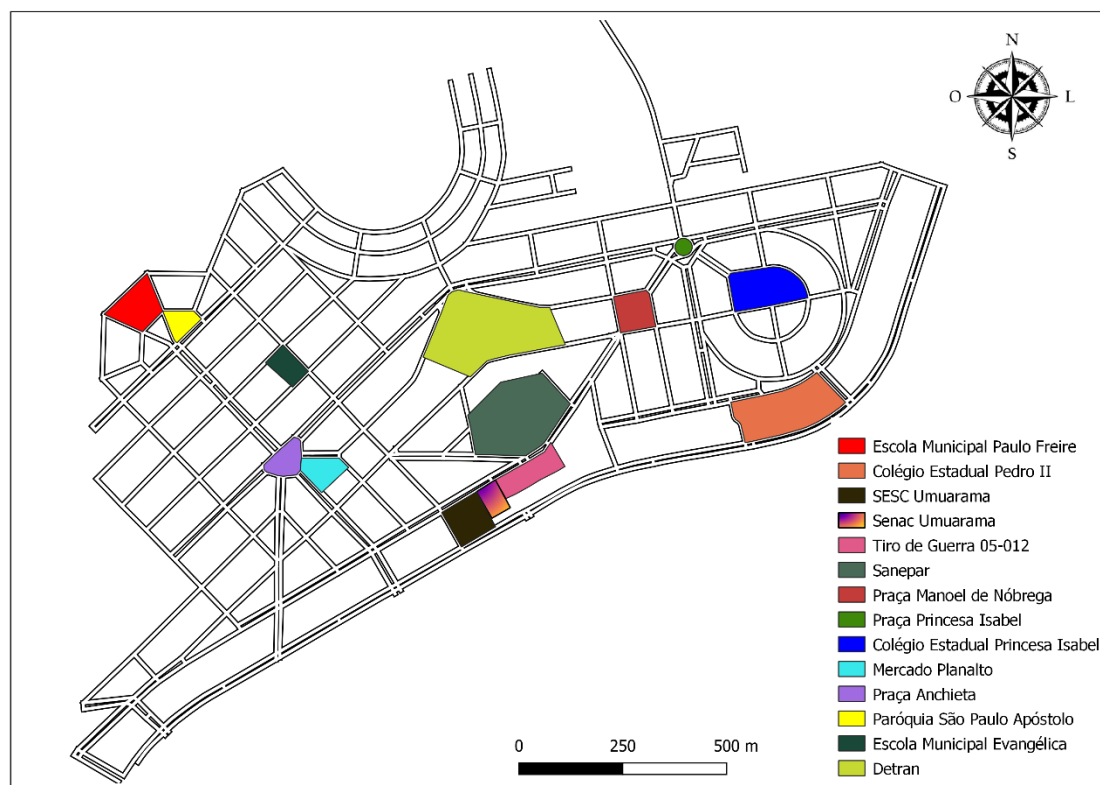 N
O L
S
Escola Municipal Paulo Freire
Colégio Estadual Pedro II
SESC Umuarama
Senac Umuarama
Tiro de Guerra 05-012
Sanepar
Praça Manoel de Nóbrega
Praça Princesa Isabel
Colégio Estadual Princesa Isabel
Mercado Planalto
Praça Anchieta
Paróquia São Paulo Apóstolo
Escola Municipal Evangélica
Detran
0 250 500 m